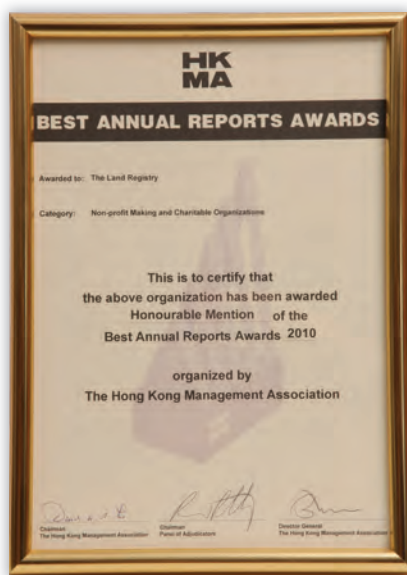 HK
MA
BEST ANNUAL REPORTS AWARDS
Awarded to: The Land Registry
Category: Non-profit Making and Charitable Organizations
This is to certify that
the above organization has been awarded
Honourable Mention of the
Best Annual Reports Awards 2010
organized by
The Hong Kong Management Association
Chairman Chairman Director General
The Hong Kong Management Association Panel of Adjudicators The Hong Kong Management Association